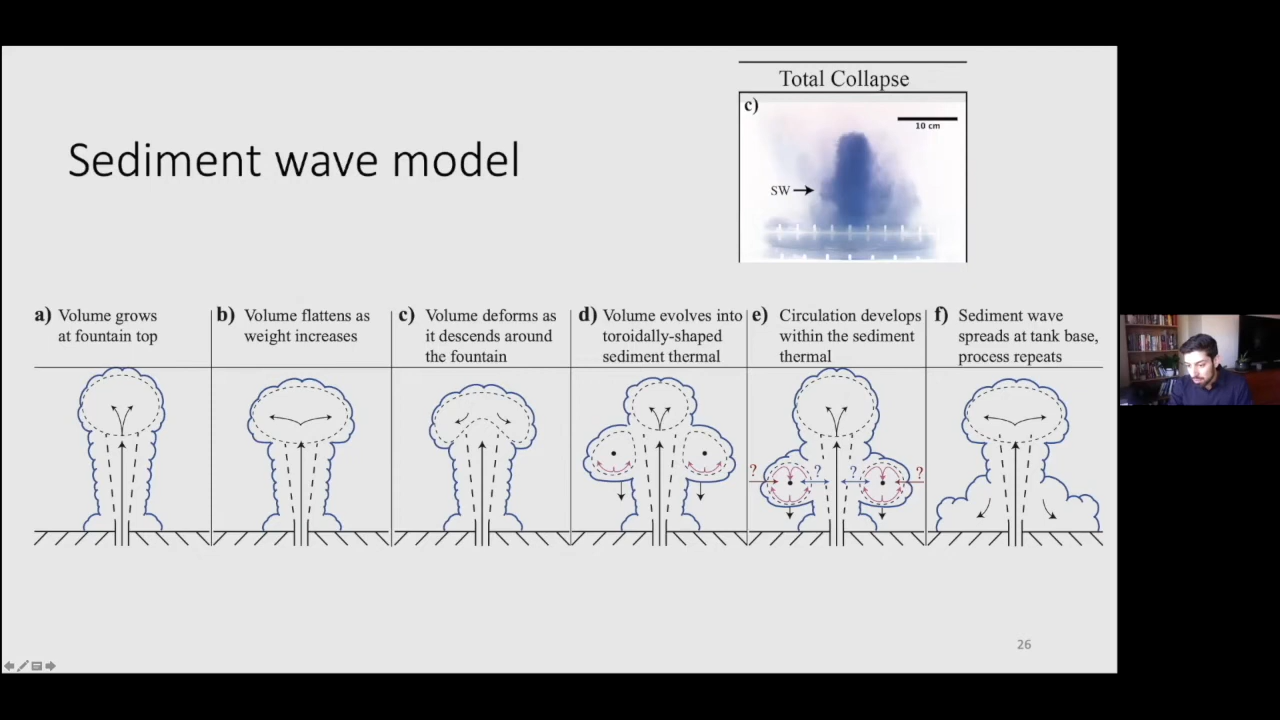 Total Collapse
c)
10 cm
SW
Sediment wave model
a) Volume grows
at fountain top
b) Volume flattens as
weight increases
c) Volume deforms as
it descends around
the fountain
d) Volume evolves into
toroidally-shaped
sediment thermal
e) Circulation develops
within the sediment
thermal
f) Sediment wave
spreads at tank base,
process repeats
? ? ? ?
26